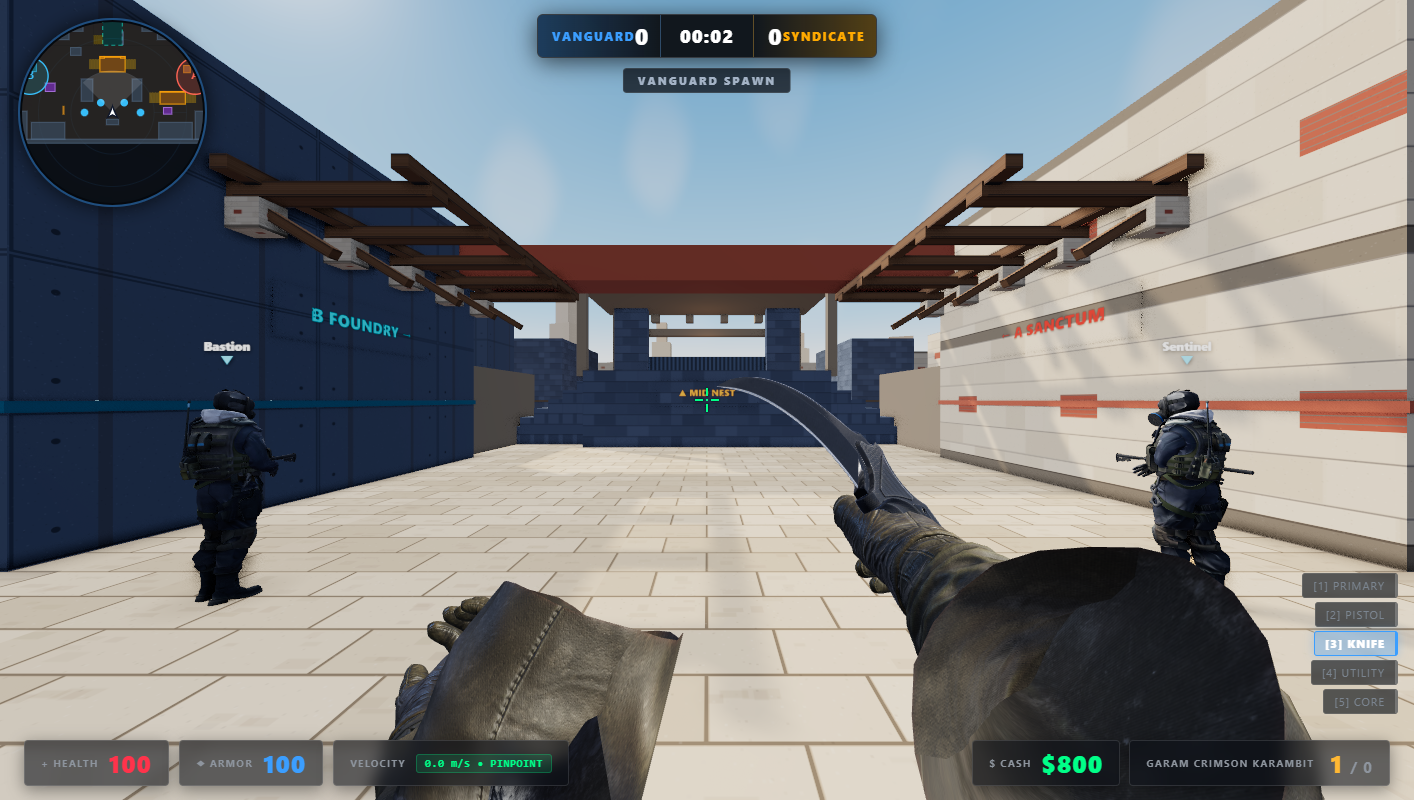 VANGUARD 0 00:02 0 SYNDICATE
VANGUARD SPAWN
B A
B FOUNDRY →
← A SANCTUM
Bastion
Sentinel
▲ MID NEST
[1] PRIMARY
[2] PISTOL
[3] KNIFE
[4] UTILITY
[5] CORE
+ HEALTH 100
ARMOR 100
VELOCITY 0.0 m/s • PINPOINT
$ CASH $800
GARAM CRIMSON KARAMBIT 1 / 0